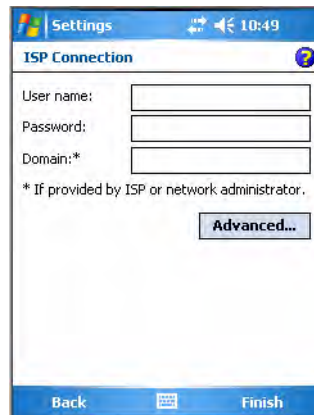 Settings 10:49
ISP Connection
User name:
Password:
Domain:*
* If provided by ISP or network administrator.
Advanced...
Back Finish